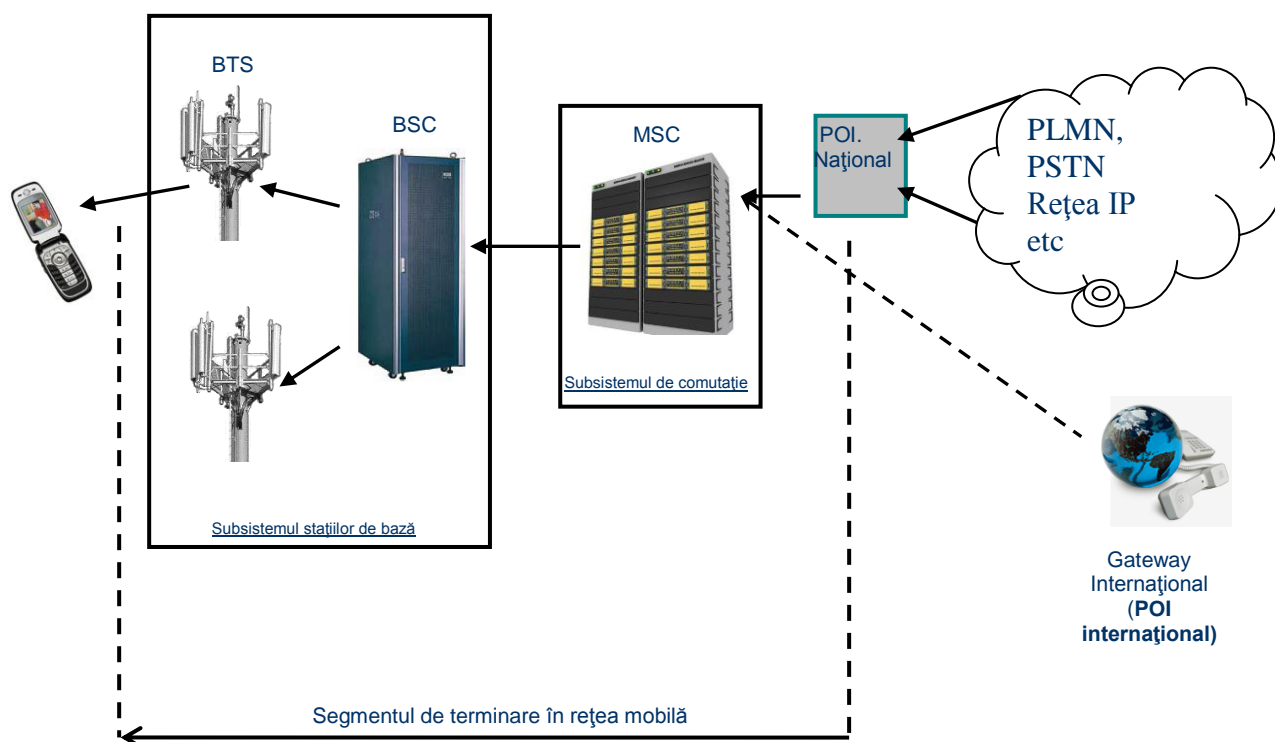 BTS
BSC
MSC
POI.
Naţional
PLMN,
PSTN
Reţea IP
etc
Subsistemul de comutaţie
Subsistemul staţiilor de bază
Gateway
Internaţional
(POI
internaţional)
Segmentul de terminare în reţea mobilă